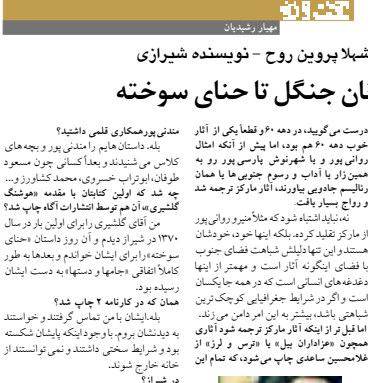 مهیار رشیدیان
شهلا پروین روح - نویسنده شیرازی
نان جنگل تا حنای سوخته
درست می‌گویید، در دهه ۶۰ و قطعاً یکی از آثار
خوب دهه ۶۰ هم بود، اما پیش از آنکه امثال
روانی‌پور و یا شهرنوش پارسی‌پور رو به
همین زار یا آداب و رسوم جنوبی‌ها یا همان
رئالیسم جادویی بیاورند، آثار مارکز ترجمه شد
و رواج بسیار یافت.
نه، نباید اشتباه شود که مثلاً منیرو روانی‌پور
از مارکز تقلید کرده. بلکه اینها خود، خودشان
هستند و این تنها دلیلش شباهت فضای جنوب
با فضای اینگونه آثار است و مهمتر از اینها
دغدغه‌های انسانی است که در همه جا یکسان
است و اگر در شرایط جغرافیایی کوچک‌ترین
شباهتی باشد، بیشتر به این امر دامن می‌زند.
اما قبل تر از اینکه آثار مارکز ترجمه شود آثاری
همچون «عزاداران بیل» یا «ترس و لرز» از
غلامحسین ساعدی چاپ می‌شود، که تمام این
مندنی‌پور همکاری قلمی داشتید؟
بله. داستان‌هایم را مندنی‌پور و بچه‌های
کلاس می‌شنیدند و بعداً کسانی چون مسعود
طوفان، ابوتراب خسروی، محمد کشاورز و...
چه شد که اولین کتابتان با مقدمه «هوشنگ
گلشیری»، آن هم توسط انتشارات آگاه چاپ شد؟
من آقای گلشیری را برای اولین بار در سال
۱۳۷۰ در شیراز دیدم و آن روز داستان «حنای
سوخته» را برای ایشان خواندم و بعدها به طور
کاملاً اتفاقی «جامها و دستها» به دست ایشان
رسیده بود.
همان که در کارنامه ۲ چاپ شد؟
بله. ایشان با من تماس گرفتند و خواستند
به دیدنشان بروم. با وجود اینکه پایشان شکسته
بود و شرایط سختی داشتند و نمی‌توانستند از
خانه خارج شوند.
در شیراز؟